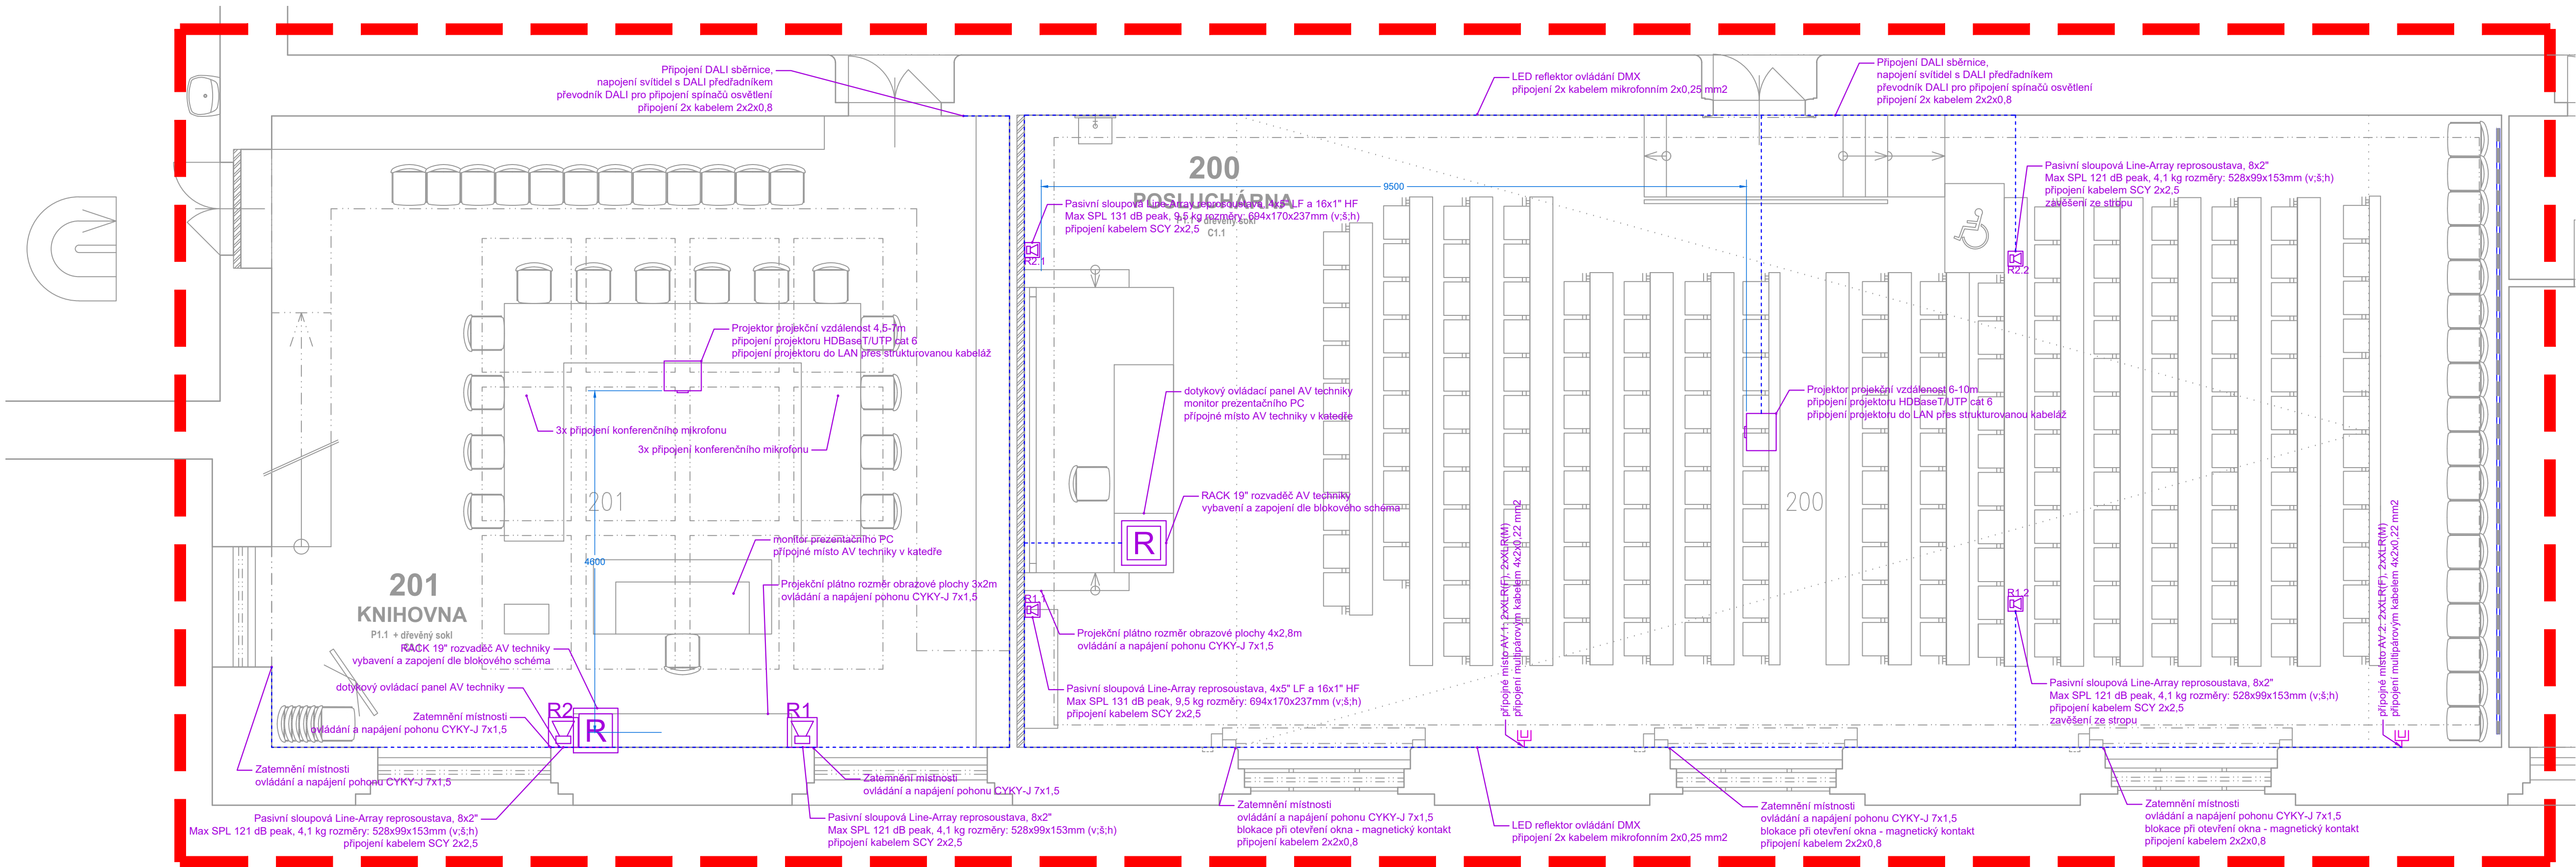 Připojení DALI sběrnice,
napojení svítidel s DALI předřadníkem
převodník DALI pro připojení spínačů osvětlení
připojení 2x kabelem 2x2x0,8
LED reflektor ovládání DMX
připojení 2x kabelem mikrofonním 2x0,25 mm2
Připojení DALI sběrnice,
napojení svítidel s DALI předřadníkem
převodník DALI pro připojení spínačů osvětlení
připojení 2x kabelem 2x2x0,8
200
POSLUCHÁRNA
P1.1 + dřevěný sokl
C1.1
9500
Pasivní sloupová Line-Array reprosoustava, 4x5" LF a 16x1" HF
Max SPL 131 dB peak, 9,5 kg rozměry: 694x170x237mm (v;š;h)
připojení kabelem SCY 2x2,5
R2.1
Pasivní sloupová Line-Array reprosoustava, 8x2"
Max SPL 121 dB peak, 4,1 kg rozměry: 528x99x153mm (v;š;h)
připojení kabelem SCY 2x2,5
zavěšení ze stropu
R2.2
Projektor projekční vzdálenost 4,5-7m
připojení projektoru HDBaseT/UTP cat 6
připojení projektoru do LAN přes strukturovanou kabeláž
3x připojení konferenčního mikrofonu
3x připojení konferenčního mikrofonu
dotykový ovládací panel AV techniky
monitor prezentačního PC
přípojné místo AV techniky v katedře
Projektor projekční vzdálenost 6-10m
připojení projektoru HDBaseT/UTP cat 6
připojení projektoru do LAN přes strukturovanou kabeláž
201
RACK 19" rozvaděč AV techniky
vybavení a zapojení dle blokového schéma
200
R
monitor prezentačního PC
přípojné místo AV techniky v katedře
4600
Projekční plátno rozměr obrazové plochy 3x2m
ovládání a napájení pohonu CYKY-J 7x1,5
201
KNIHOVNA
P1.1 + dřevěný sokl
RACK 19" rozvaděč AV techniky
vybavení a zapojení dle blokového schéma
R1.1
R1.2
Projekční plátno rozměr obrazové plochy 4x2,8m
ovládání a napájení pohonu CYKY-J 7x1,5
přípojné místo AV.1: 2xXLR(F), 2xXLR(M)
připojení multipárovým kabelem 4x2x0,22 mm2
přípojné místo AV.2: 2xXLR(F), 2xXLR(M)
připojení multipárovým kabelem 4x2x0,22 mm2
dotykový ovládací panel AV techniky
Pasivní sloupová Line-Array reprosoustava, 4x5" LF a 16x1" HF
Max SPL 131 dB peak, 9,5 kg rozměry: 694x170x237mm (v;š;h)
připojení kabelem SCY 2x2,5
Pasivní sloupová Line-Array reprosoustava, 8x2"
Max SPL 121 dB peak, 4,1 kg rozměry: 528x99x153mm (v;š;h)
připojení kabelem SCY 2x2,5
zavěšení ze stropu
R2
R
R1
Zatemnění místnosti
ovládání a napájení pohonu CYKY-J 7x1,5
Zatemnění místnosti
ovládání a napájení pohonu CYKY-J 7x1,5
Zatemnění místnosti
ovládání a napájení pohonu CYKY-J 7x1,5
Pasivní sloupová Line-Array reprosoustava, 8x2"
Max SPL 121 dB peak, 4,1 kg rozměry: 528x99x153mm (v;š;h)
připojení kabelem SCY 2x2,5
Pasivní sloupová Line-Array reprosoustava, 8x2"
Max SPL 121 dB peak, 4,1 kg rozměry: 528x99x153mm (v;š;h)
připojení kabelem SCY 2x2,5
Zatemnění místnosti
ovládání a napájení pohonu CYKY-J 7x1,5
blokace při otevření okna - magnetický kontakt
připojení kabelem 2x2x0,8
LED reflektor ovládání DMX
připojení 2x kabelem mikrofonním 2x0,25 mm2
Zatemnění místnosti
ovládání a napájení pohonu CYKY-J 7x1,5
blokace při otevření okna - magnetický kontakt
připojení kabelem 2x2x0,8
Zatemnění místnosti
ovládání a napájení pohonu CYKY-J 7x1,5
blokace při otevření okna - magnetický kontakt
připojení kabelem 2x2x0,8